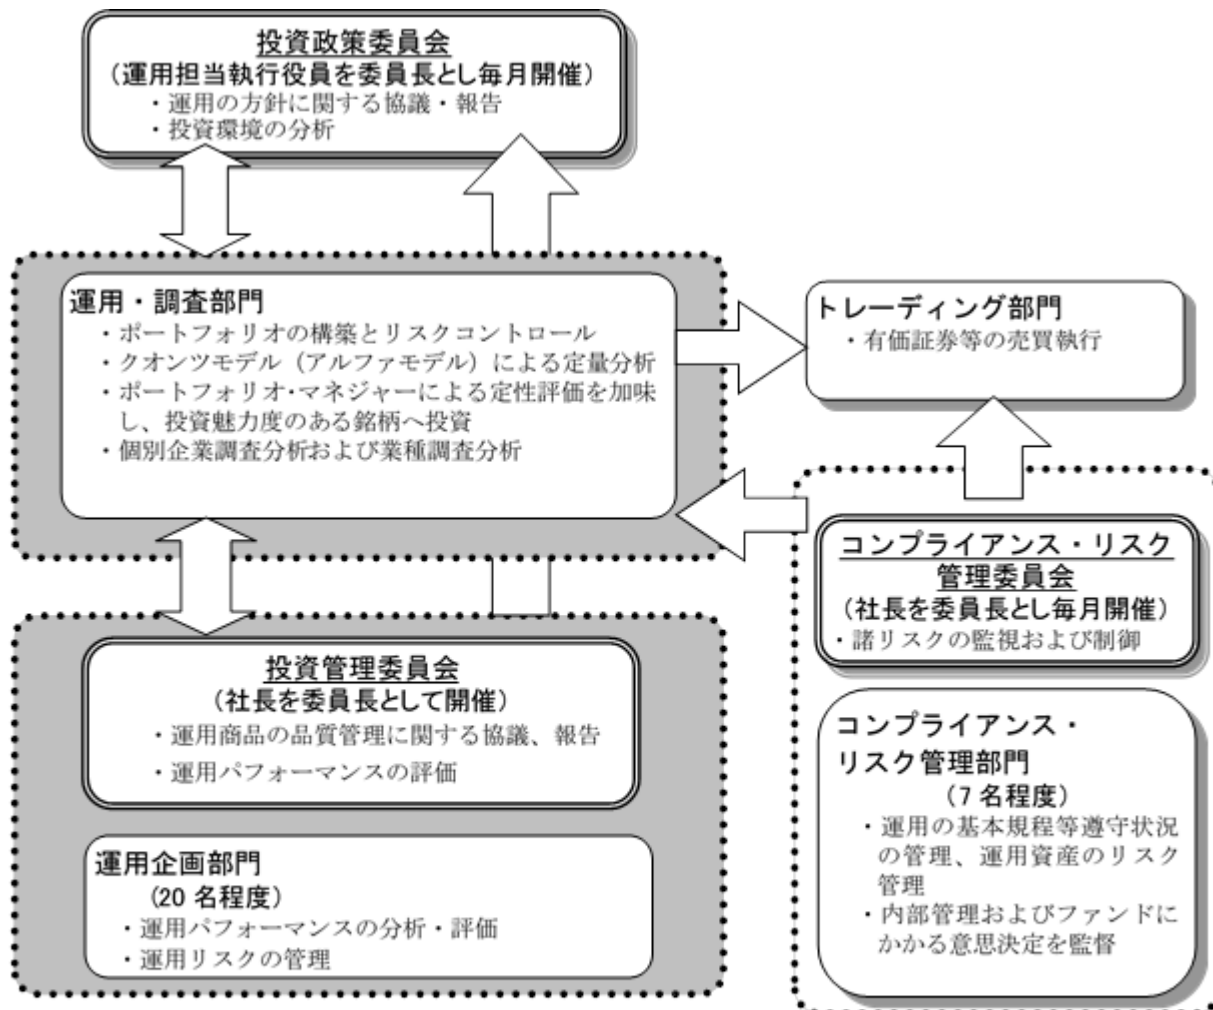 投資政策委員会
(運用担当執行役員を委員長とし毎月開催)
・運用の方針に関する協議・報告
・投資環境の分析
運用・調査部門
・ポートフォリオの構築とリスクコントロール
・クオンツモデル（アルファモデル）による定量分析
・ポートフォリオ・マネジャーによる定性評価を加味
し、投資魅力度のある銘柄へ投資
・個別企業調査分析および業種調査分析
トレーディング部門
・有価証券等の売買執行
コンプライアンス・リスク
管理委員会
(社長を委員長とし毎月開催)
・諸リスクの監視および制御
投資管理委員会
(社長を委員長として開催)
・運用商品の品質管理に関する協議、報告
・運用パフォーマンスの評価
コンプライアンス・
リスク管理部門
(7 名程度)
・運用の基本規程等遵守状況
の管理、運用資産のリスク
管理
・内部管理およびファンドに
かかる意思決定を監督
運用企画部門
(20 名程度)
・運用パフォーマンスの分析・評価
・運用リスクの管理